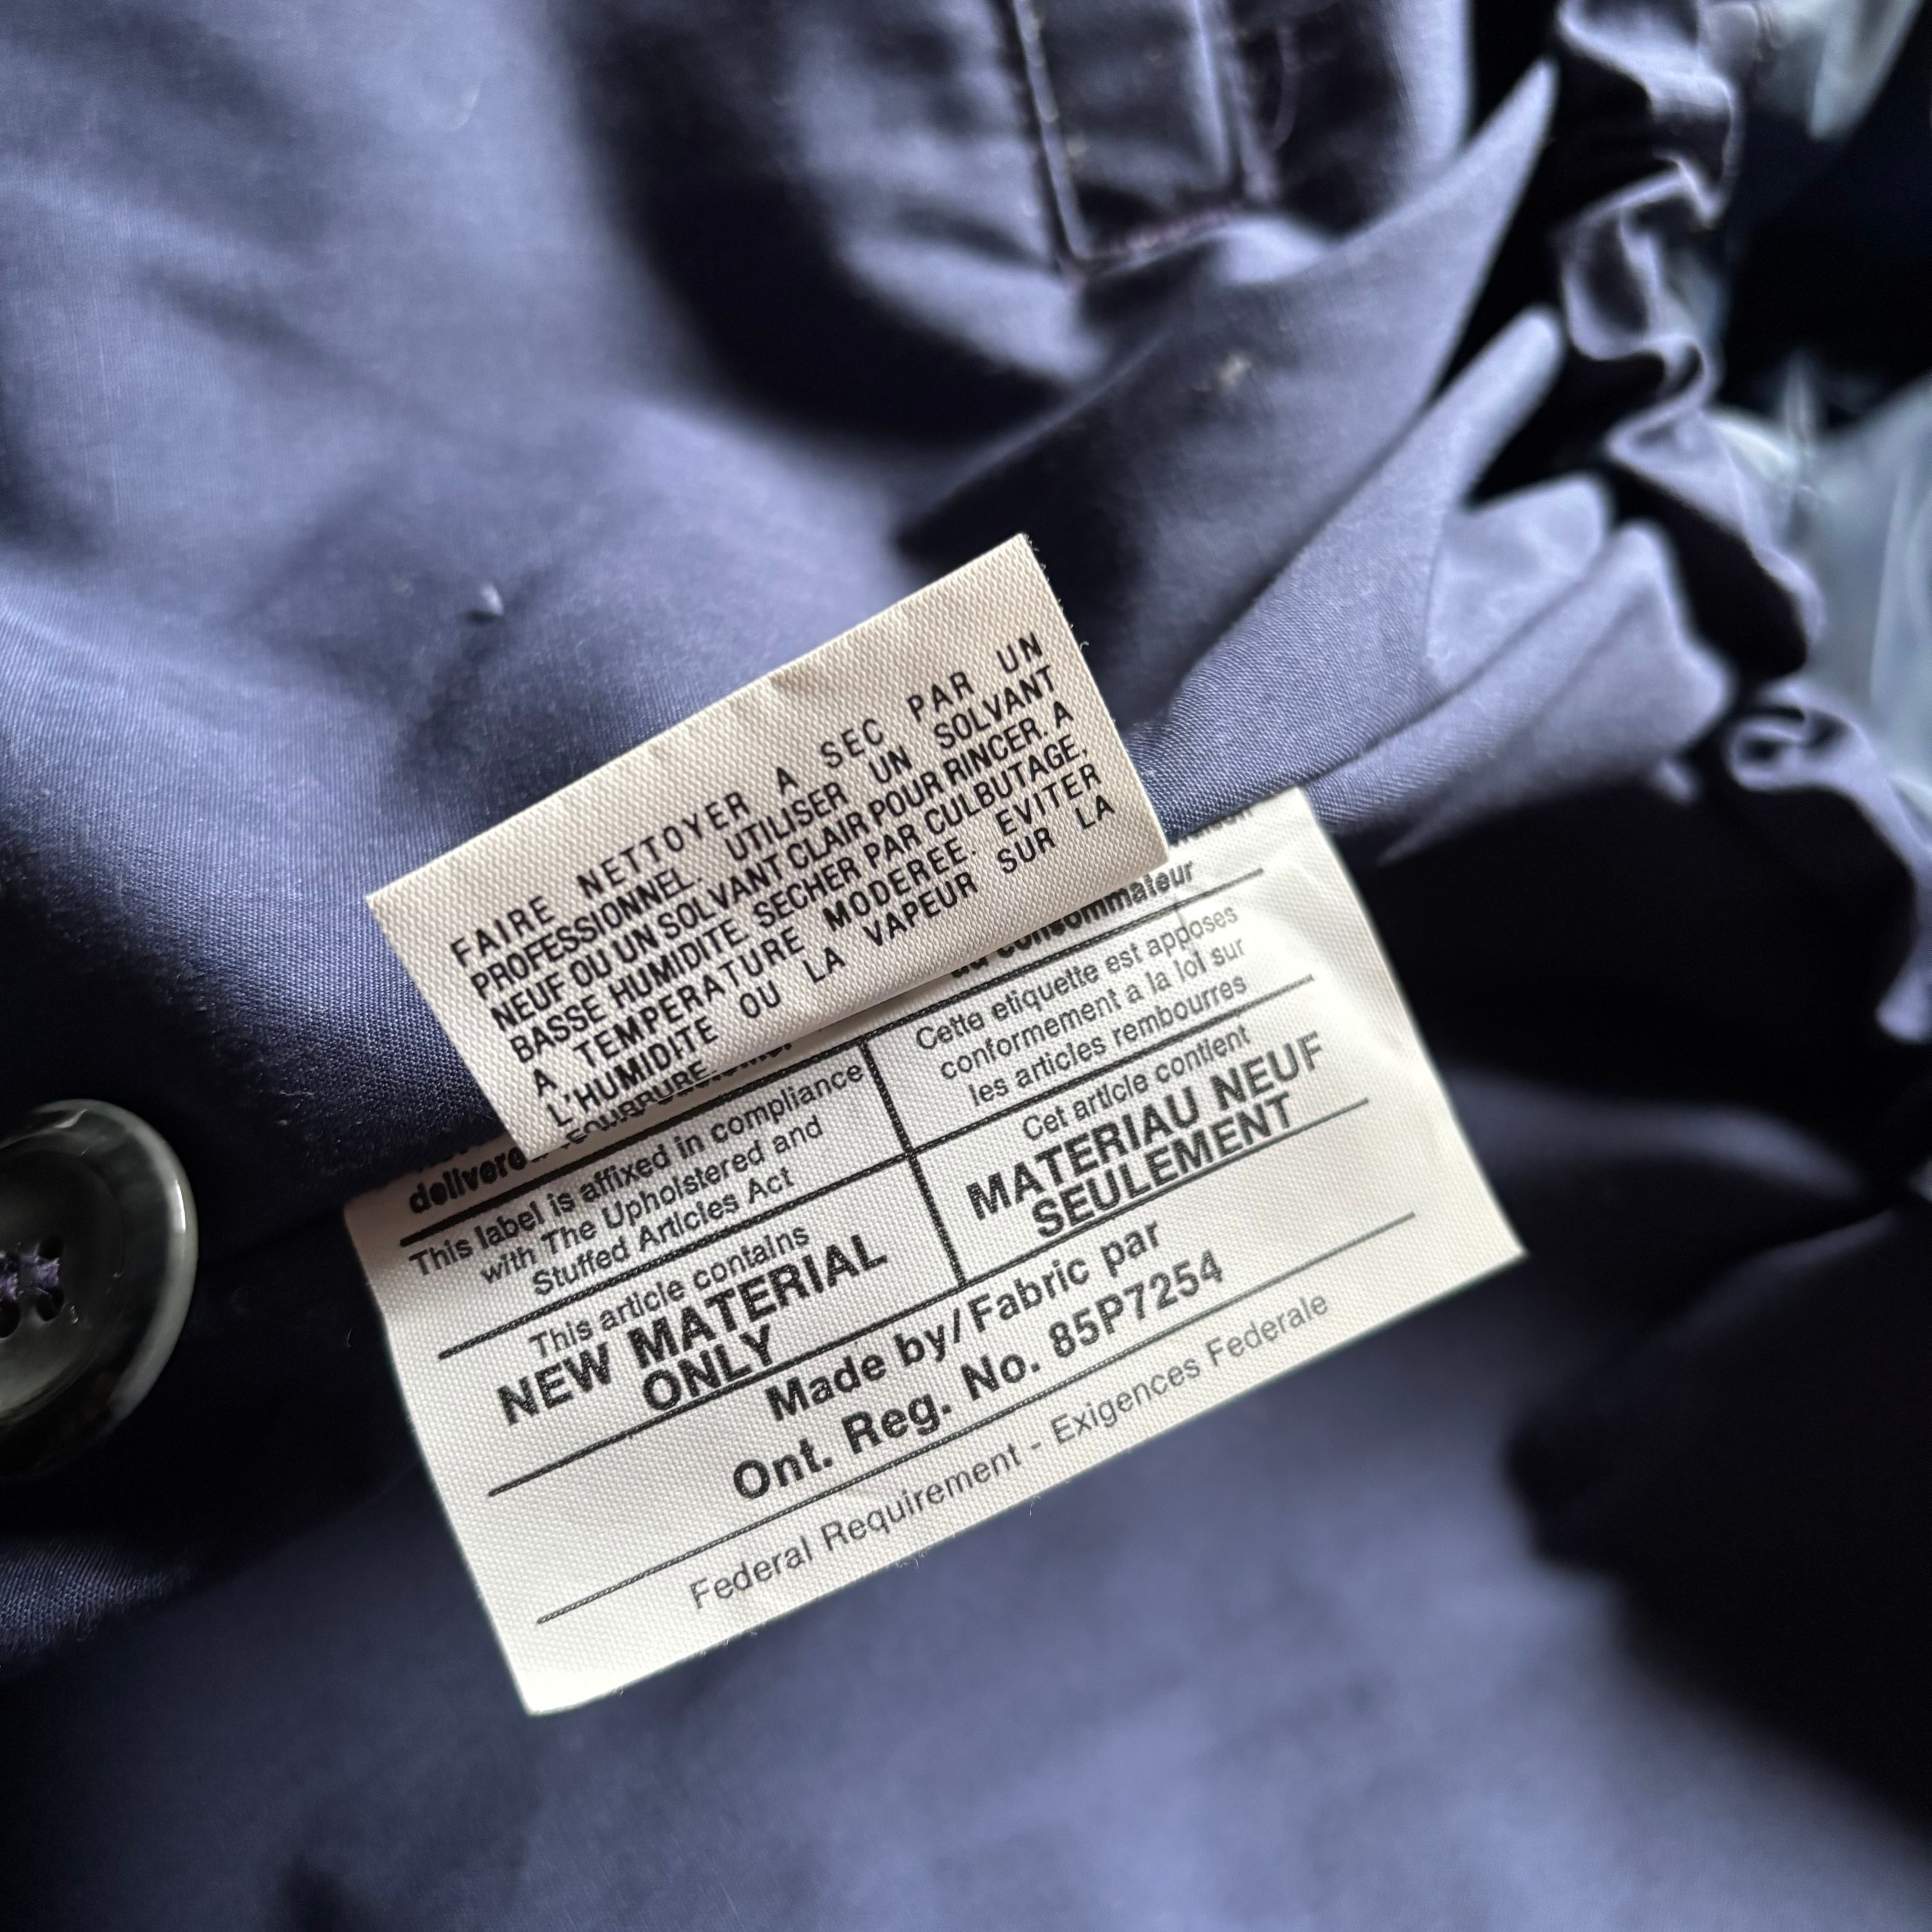 FAIRE NETTOYER A SEC PAR UN
PROFESSIONNEL. UTILISER UN SOLVANT
NEUF OU UN SOLVANT CLAIR POUR RINCER. A
BASSE HUMIDITE. SECHER PAR CULBUTAGE,
A TEMPERATURE MODEREE. EVITER
L'HUMIDITE OU LA VAPEUR SUR LA
FOURRURE.
du consommateur
Cette etiquette est apposes
conformement a la loi sur
les articles rembourres
Cet article contient
MATERIAU NEUF
SEULEMENT
This label is affixed in compliance
with The Upholstered and
Stuffed Articles Act
This article contains
NEW MATERIAL
ONLY
Made by/Fabric par
Ont. Reg. No. 85P7254
Federal Requirement - Exigences Federale